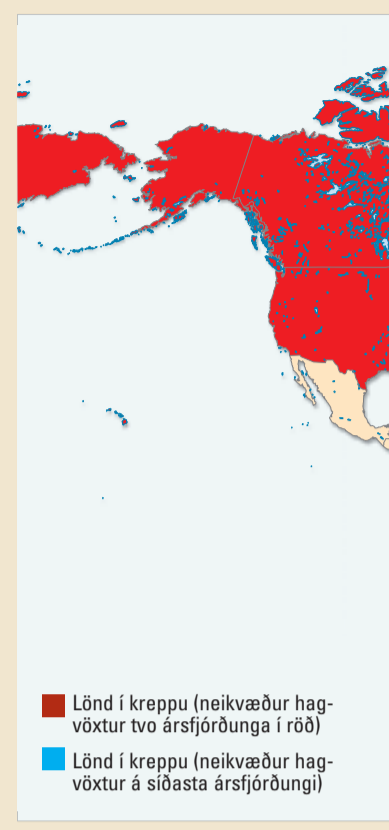 Lönd í kreppu (neikvæður hag-
vöxtur tvo ársfjórðunga í röð)
Lönd í kreppu (neikvæður hag-
vöxtur á síðasta ársfjórðungi)